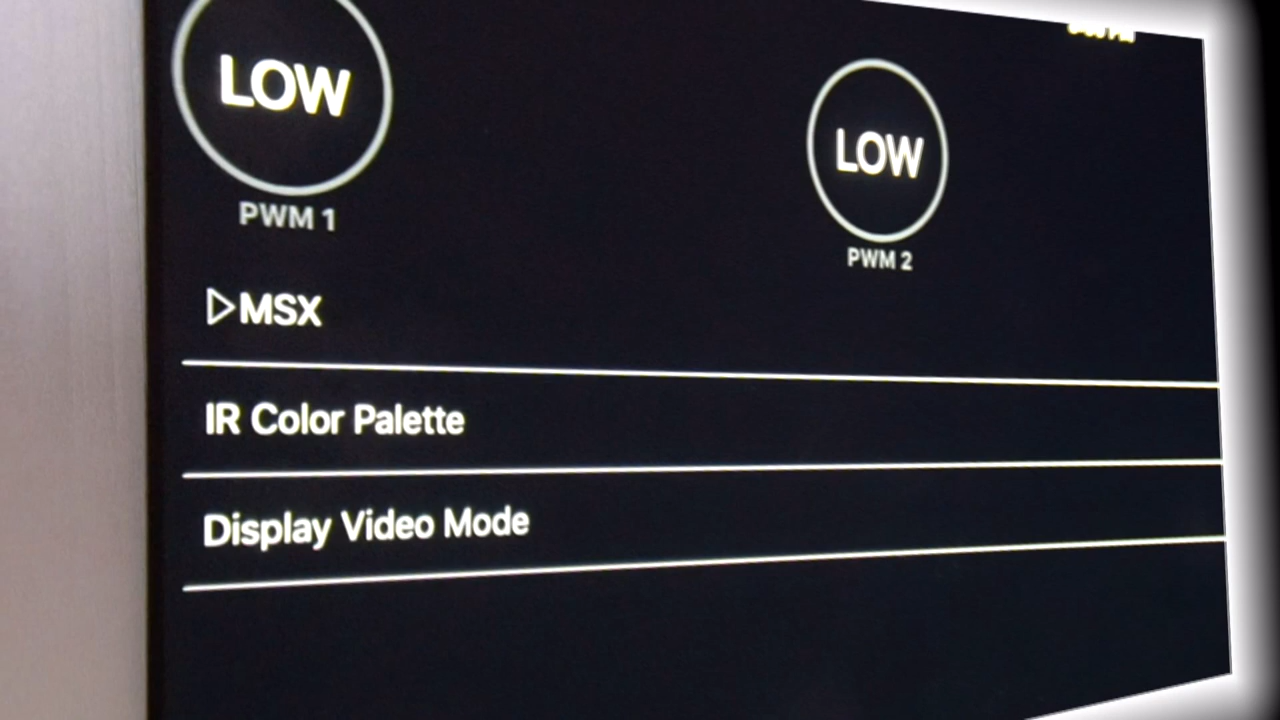 LOW
LOW
PWM 1
PWM 2
MSX
IR Color Palette
Display Video Mode